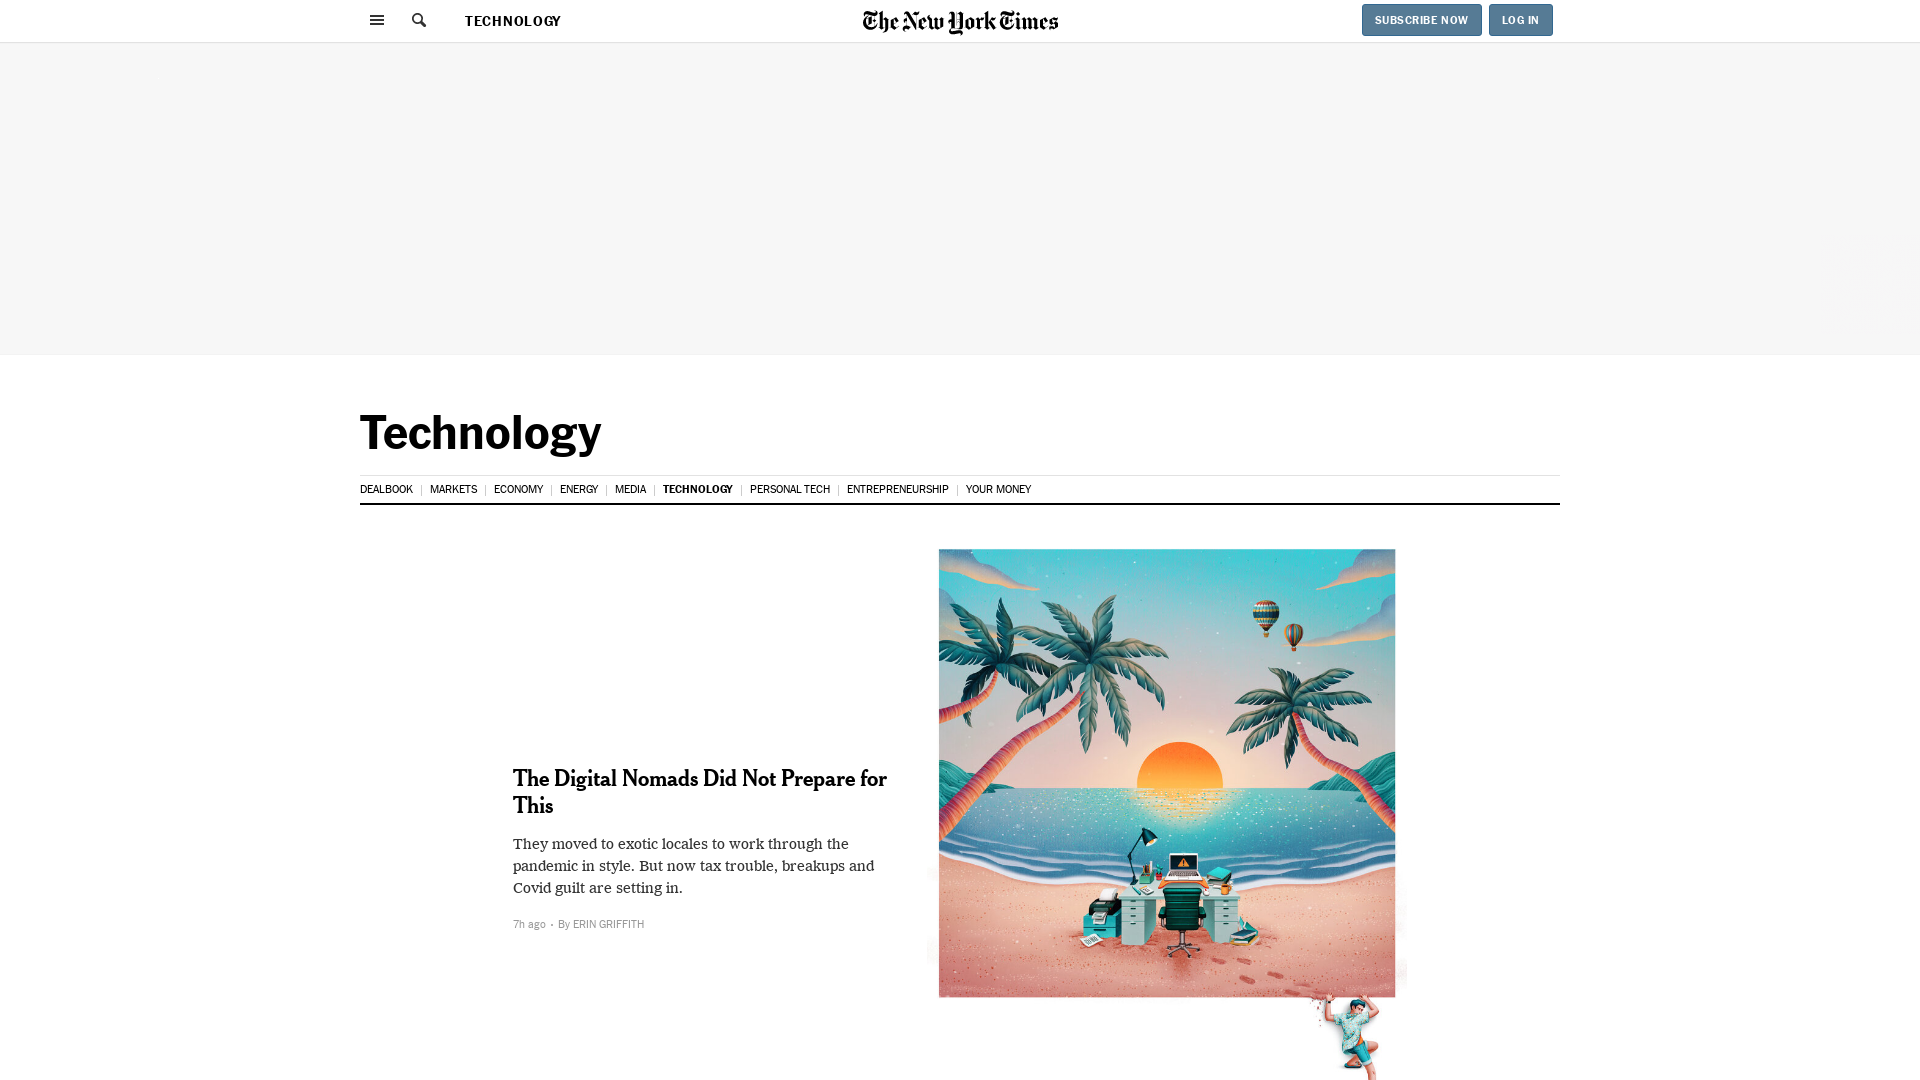 TECHNOLOGY
The New York Times
SUBSCRIBE NOW
LOG IN
Technology
DEALBOOK
MARKETS
ECONOMY
ENERGY
MEDIA
TECHNOLOGY
PERSONAL TECH
ENTREPRENEURSHIP
YOUR MONEY
The Digital Nomads Did Not Prepare for
This
They moved to exotic locales to work through the
pandemic in style. But now tax trouble, breakups and
Covid guilt are setting in.
7h ago • By ERIN GRIFFITH